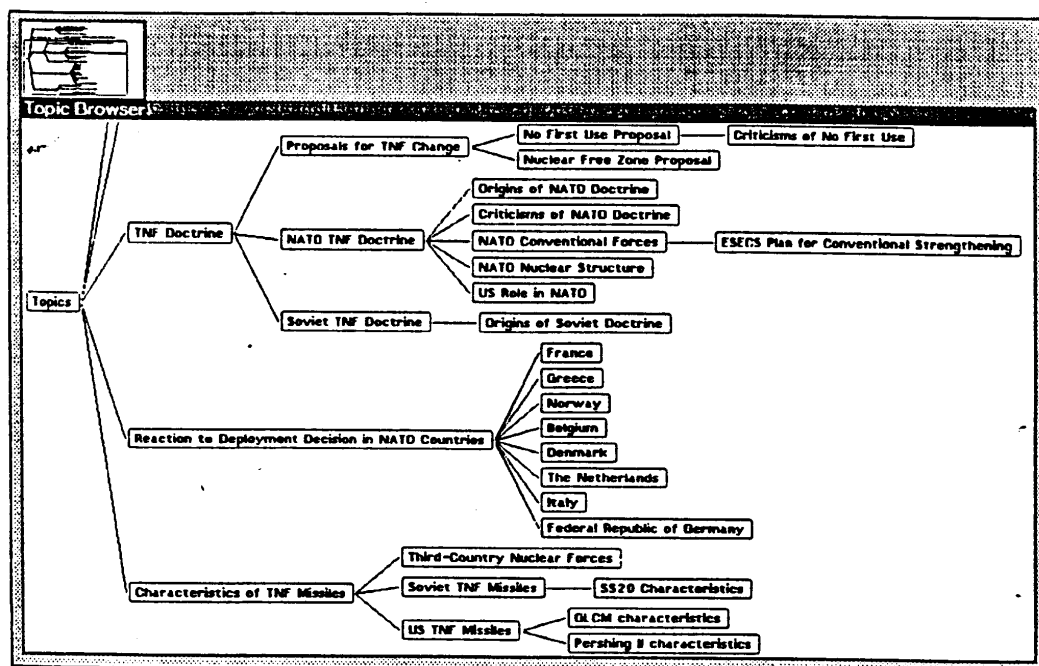 Topic Browser
Proposals for TNF Change
No First Use Proposal
Criticisms of No First Use
Nuclear Free Zone Proposal
TNF Doctrine
NATO TNF Doctrine
Origins of NATO Doctrine
Criticisms of NATO Doctrine
NATO Conventional Forces
ESECS Plan for Conventional Strengthening
NATO Nuclear Structure
US Role in NATO
Topics
Soviet TNF Doctrine
Origins of Soviet Doctrine
Reaction to Deployment Decision in NATO Countries
France
Greece
Norway
Belgium
Denmark
The Netherlands
Italy
Federal Republic of Germany
Characteristics of TNF Missiles
Third-Country Nuclear Forces
Soviet TNF Missiles
SS20 Characteristics
US TNF Missiles
GLCM characteristics
Pershing II characteristics